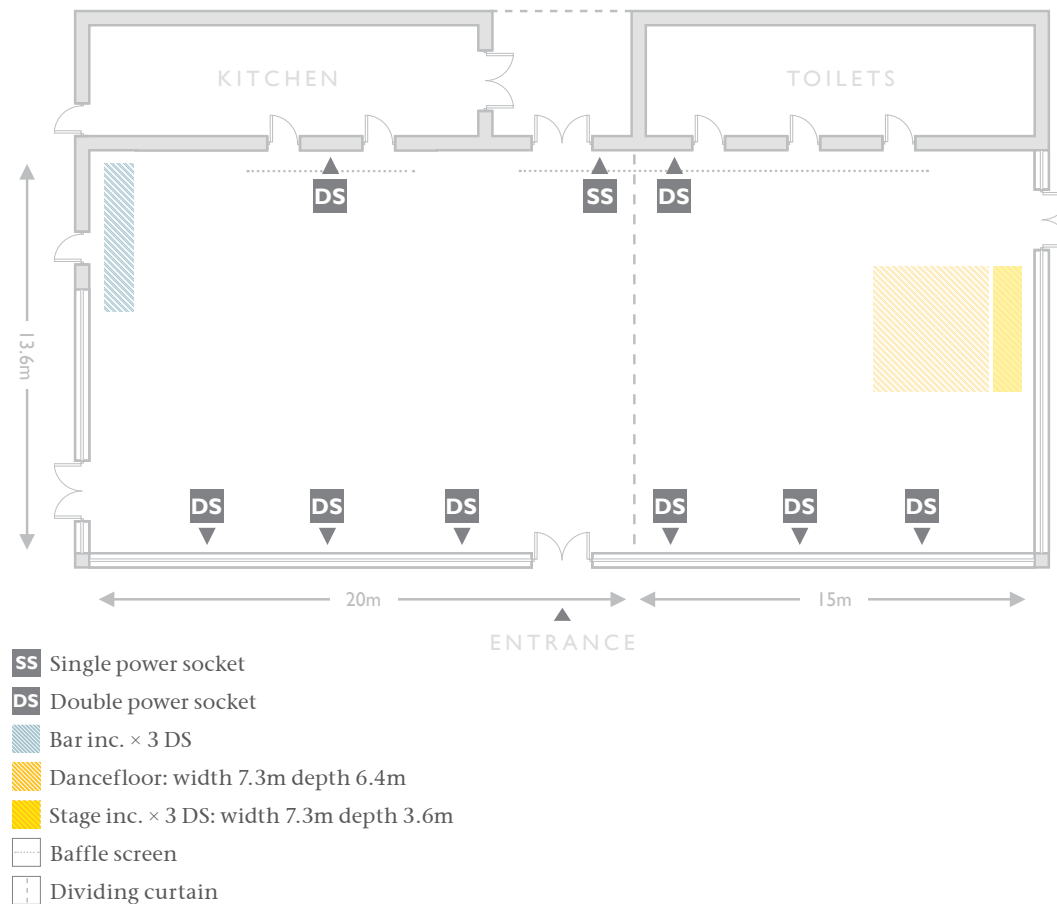 KITCHEN
TOILETS
DS
SS
DS
13.6m
DS
DS
DS
DS
DS
DS
20m
15m
ENTRANCE
SS Single power socket
DS Double power socket
Bar inc. × 3 DS
Dancefloor: width 7.3m depth 6.4m
Stage inc. × 3 DS: width 7.3m depth 3.6m
Baffle screen
Dividing curtain